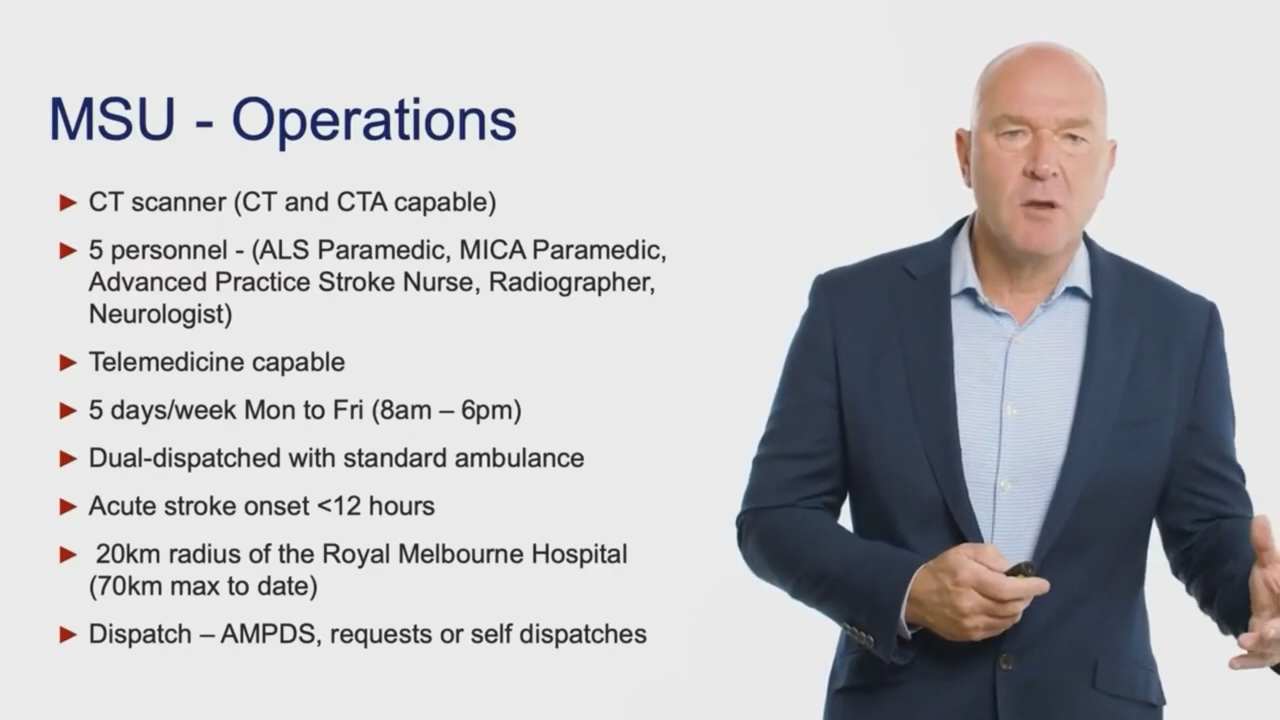 MSU - Operations
► CT scanner (CT and CTA capable)
► 5 personnel - (ALS Paramedic, MICA Paramedic,
Advanced Practice Stroke Nurse, Radiographer,
Neurologist)
► Telemedicine capable
► 5 days/week Mon to Fri (8am – 6pm)
► Dual-dispatched with standard ambulance
► Acute stroke onset <12 hours
► 20km radius of the Royal Melbourne Hospital
(70km max to date)
► Dispatch – AMPDS, requests or self dispatches